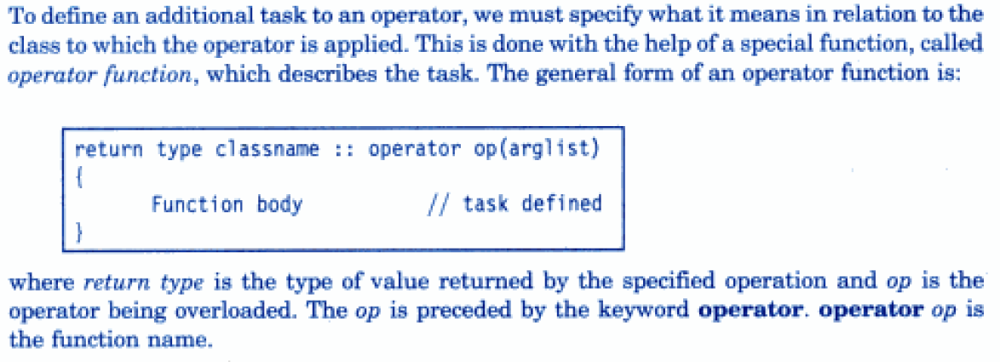 To define an additional task to an operator, we must specify what it means in relation to the
class to which the operator is applied. This is done with the help of a special function, called
operator function, which describes the task. The general form of an operator function is:
return type classname :: operator op(arglist)
{
Function body // task defined
}
where return type is the type of value returned by the specified operation and op is the
operator being overloaded. The op is preceded by the keyword operator. operator op is
the function name.